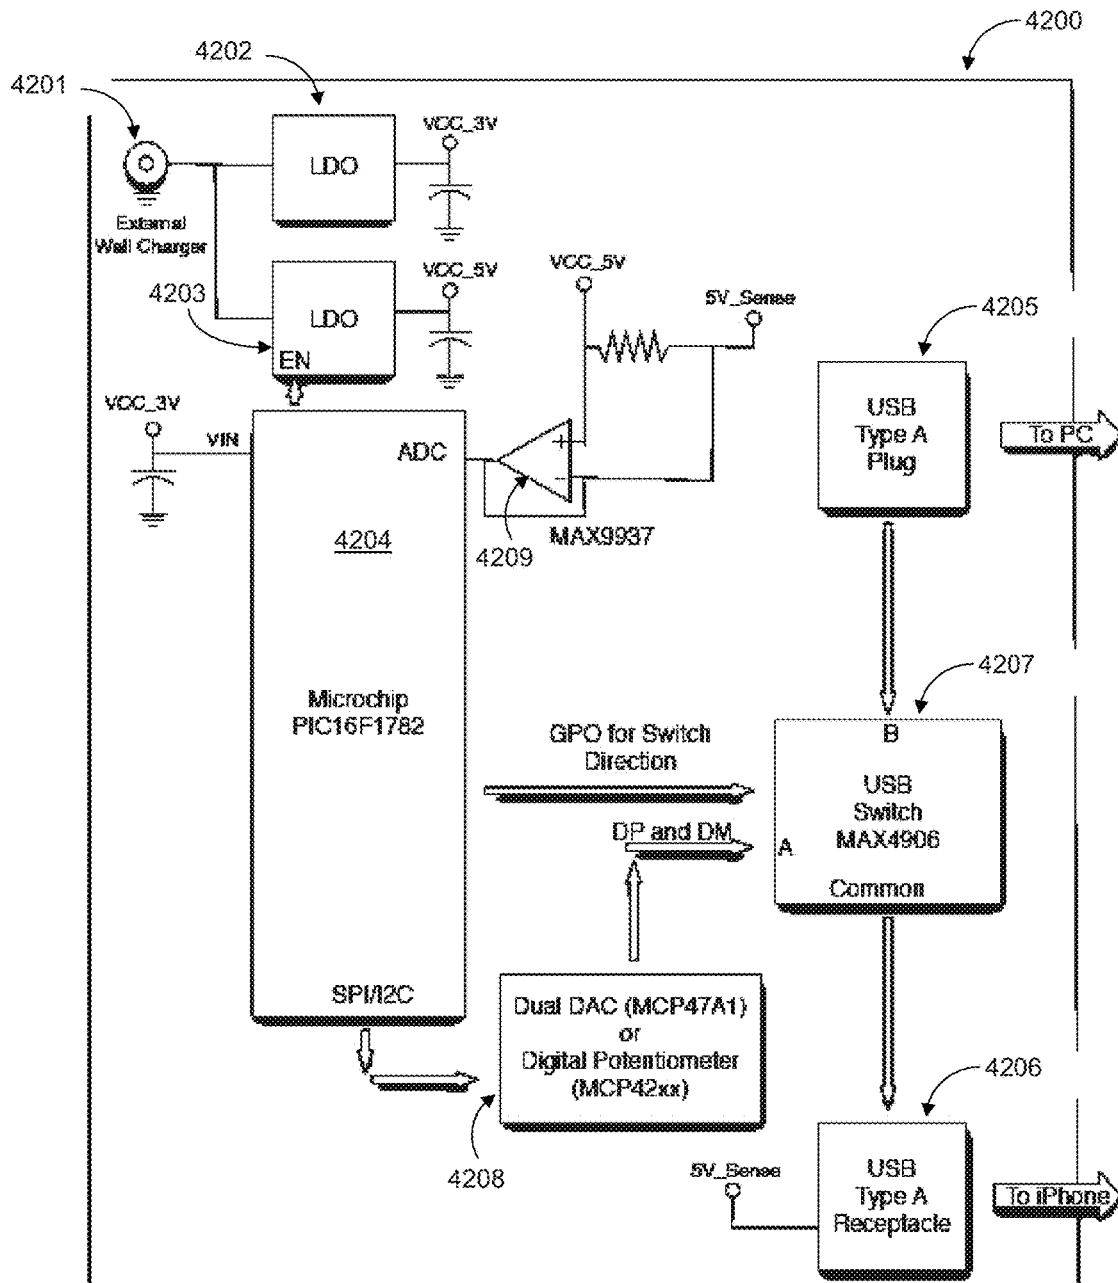 4200
4202
4201
VCC_3V
LDO
External
Wall Charger
VCC_5V
VCC_5V
5V_Sense
4203
LDO
EN
4205
VCC_3V
VIN
ADC
USB
Type A
Plug
To PC
4204
4209
MAX9937
4207
Microchip
PIC16F1782
GPO for Switch
Direction
B
USB
Switch
MAX4906
DP and DM
A
Common
SPI/I2C
Dual DAC (MCP47A1)
or
Digital Potentiometer
(MCP42xx)
4206
4208
5V_Sense
USB
Type A
Receptacle
To iPhone